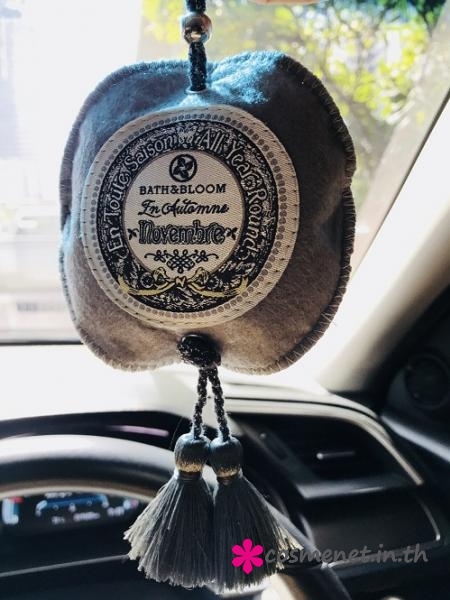 En Toute Saison
All Year Round
BATH&BLOOM
En Automne
Novembre
N
cosmenet.in.th